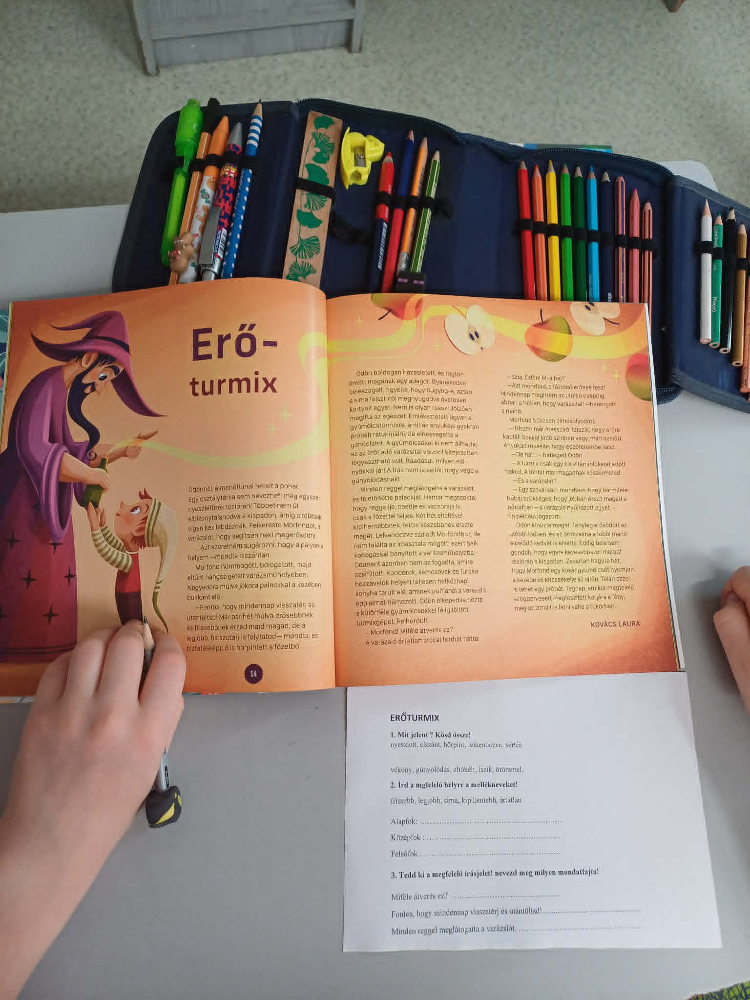 Erő-
turmix
Ödönnél, a manófiúnál betelt a pohár.
Egy osztálytársa sem nevezheti még egyszer
nyeszlettnek tesiórán! Többet nem ül
elbizonytalanodva a kispadon, amíg a többiek
vígan kézilabdáznak. Felkereste Morfondot, a
varázslót, hogy segítsen neki megerősödni.
– Azt szeretném sugározni, hogy a pályán a
helyem – mondta elszántan.
Morfond hümmögött, bólogatott, majd
eltűnt hangszigetelt varázsműhelyében.
Negyedóra múlva jókora palackkal a kezében
bukkant elő.
– Fontos, hogy mindennap visszatérj és
utántöltsd! Már pár hét múlva erősebbnek
és frissebbnek érzed majd magad, de a
legjobb, ha azután is folytatod – mondta, és
biztatásképp ő is hörpintett a főzetből.
14
Ödön boldogan hazasietett, és rögtön
öntött magának egy adagot. Gyanakodva
beleszagolt, figyelte, hogy bugyog-e, aztán
a sima felszíntől megnyugodva óvatosan
kortyolt egyet. Nem is olyan rossz! Jóízűen
megitta az egészet. Emlékeztetett ugyan a
gyümölcsturmixra, amit az anyukája gyakran
próbált rátukmálni, de elhessegette a
gondolatot. A gyümölcsöket ki nem állhatta,
ez az erőt adó varázsital viszont kifejezetten
fogyasztható volt. Ráadásul, milyen elő-
nyökkel jár! A fiúk nem is sejtik, hogy vége a
gúnyolódásnak!
Minden reggel meglátogatta a varázslót,
és teletöltötte palackját. Hamar megszokta,
hogy reggelije, ebédje és vacsorája is
csak a főzettel teljes. Két hét elteltével
kipihentebbnek, tettre készebbnek érezte
magát. Lelkendezve szaladt Morfondhoz, de
nem találta az íróasztala mögött, ezért halk
kopogással benyitott a varázsműhelyébe.
Odabent azonban nem az fogadta, amire
számított. Kondérok, kémcsövek és furcsa
hozzávalók helyett teljesen hétköznapi
konyha tárult elé, aminek pultjánál a varázsló
épp almát hámozott. Ödön elképedve nézte
a különféle gyümölcsökkel félig töltött
turmixgépet. Felhördült.
– Morfond! Miféle átverés ez?
A varázsló ártatlan arccal fordult hátra.
– Szia, Ödön! Mi a baj?
– Azt mondtad, a főzeted erőssé tesz!
Mindennap megittam az utolsó cseppig,
abban a hitben, hogy varázsital! – háborgott
a manó.
Morfond büszkén elmosolyodott.
– Hiszen már messziről látszik, hogy erőre
kaptál! Sokkal jobb színben vagy, mint azelőtt.
Anyukád mesélte, hogy edzőterembe jársz.
– De hát... – hebegett Ödön.
– A turmix csak egy kis vitaminlöketet adott
neked. A többit már magadnak köszönheted.
– És a varázslat?
– Egy szóval sem mondtam, hogy bármiféle
bűbáj szükséges, hogy jobban érezd magad a
bőrödben – a varázsló nyújtózott egyet. –
Én például jógázom.
Ödön kihúzta magát. Tényleg erősödött az
utóbbi időben, és az önbizalma a többi manó
élcelődő kedvét is elvette. Eddig bele sem
gondolt, hogy egyre kevesebbszer maradt
tesiórán a kispadon. Zavartan hagyta hát,
hogy Morfond egy kosár gyümölcsöt nyomjon
a kezébe és kitessékelje az ajtón. Talán ezzel
is tehet egy próbát. Tegnap, amikor megfelelő
szögben esett megfeszített karjára a fény,
még az izmait is látni vélte a tükörben.
KOVÁCS LAURA
ERŐTURMIX
1. Mit jelent ? Kösd össze!
nyeszlett, elszánt, hörpint, lelkendezve, sértés
vékony, gúnyolódás, eltökélt, iszik, örömmel,
2. Írd a mgfelelő helyre a mellékneveket!
frissebb, legjobb, sima, kipihentebb, ártatlan
Alapfok: ........................................................
Középfok : .....................................................
Felsőfok : . ...................................................
3. Tedd ki a megfelelő írásjelet! nevezd meg milyen mondatfajta!
Miféle átverés ez? ...........................................
Fontos, hogy mindennap visszatérj és utántöltsd!.............................................
Minden reggel meglátogatta a varázslót. ...............................................